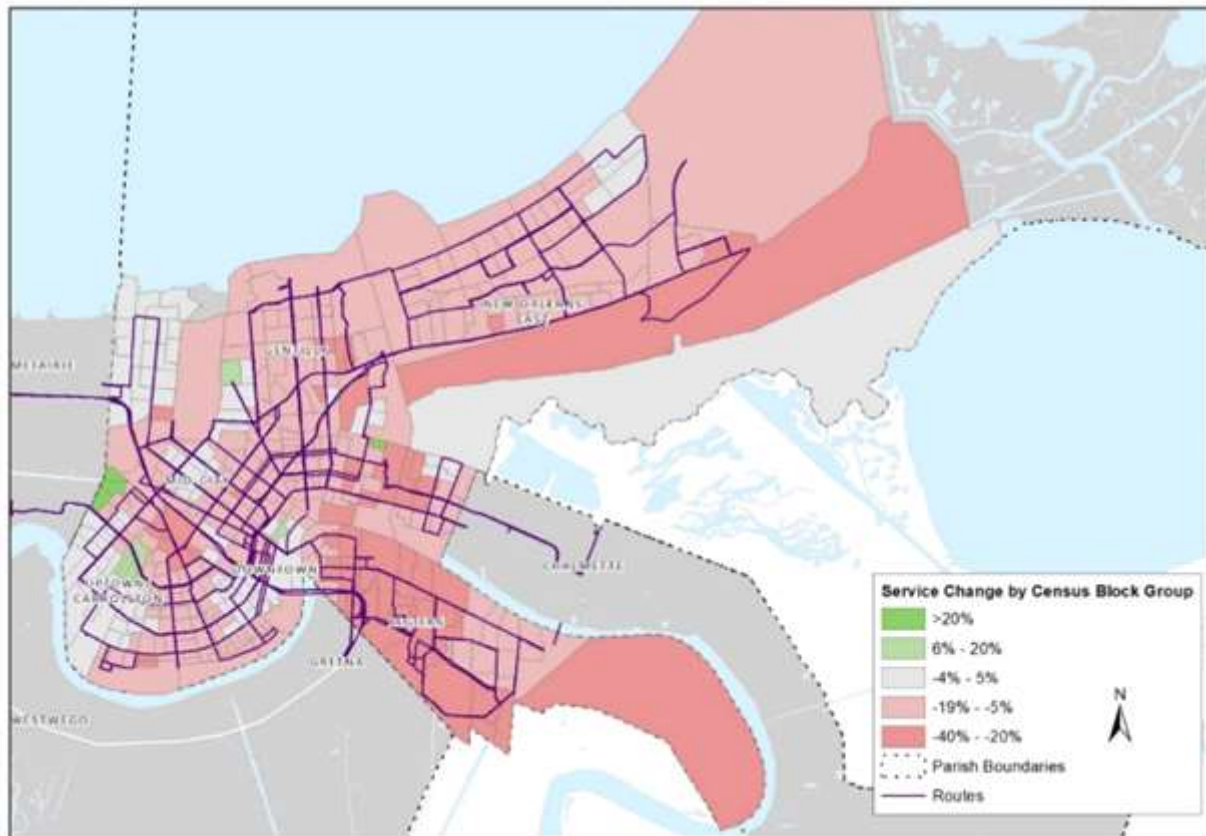 METAIRIE
NEW ORLEANS
EAST
GENTILLY
MID-CITY
UPTOWN/
CARROLLTON
DOWNTOWN
CHALMETTE
ALGIERS
GRETNA
WESTWEGO
Service Change by Census Block Group
>20%
6% - 20%
-4% - 5%
-19% - -5%
-40% - -20%
Parish Boundaries
Routes
N